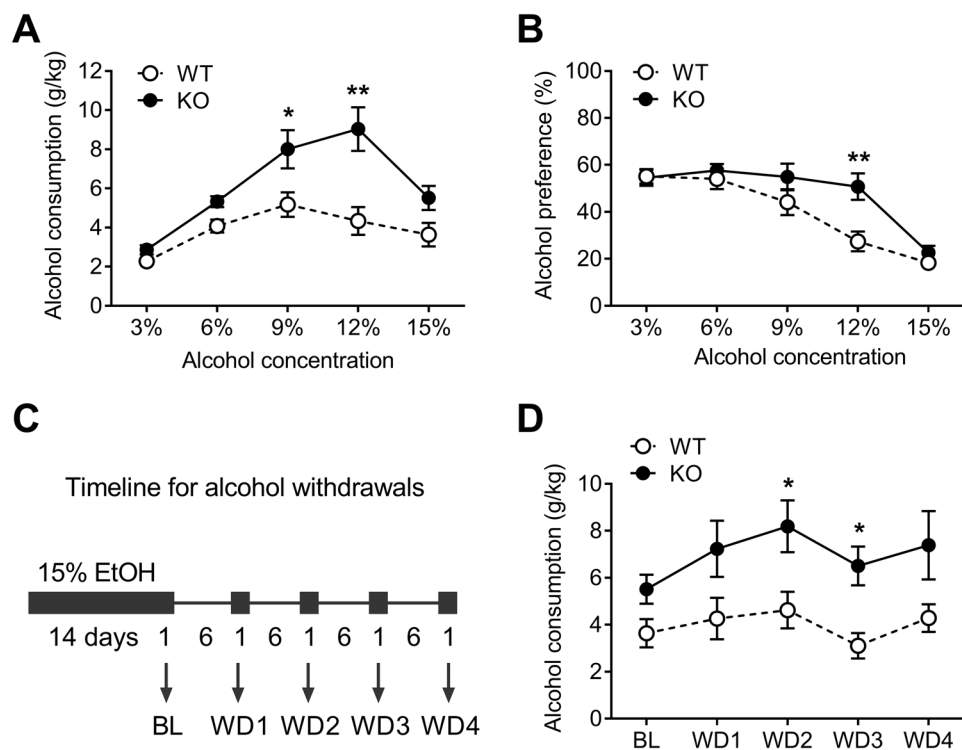 A
Alcohol consumption (g/kg)
WT
KO
12
10
8
6
4
2
0
*
**
3% 6% 9% 12% 15%
Alcohol concentration
B
Alcohol preference (%)
WT
KO
100
80
60
40
20
0
**
3% 6% 9% 12% 15%
Alcohol concentration
C
Timeline for alcohol withdrawals
15% EtOH
14 days 1 6 1 6 1 6 1 6 1
BL WD1 WD2 WD3 WD4
D
Alcohol consumption (g/kg)
WT
KO
10
8
6
4
2
0
*
*
BL WD1 WD2 WD3 WD4